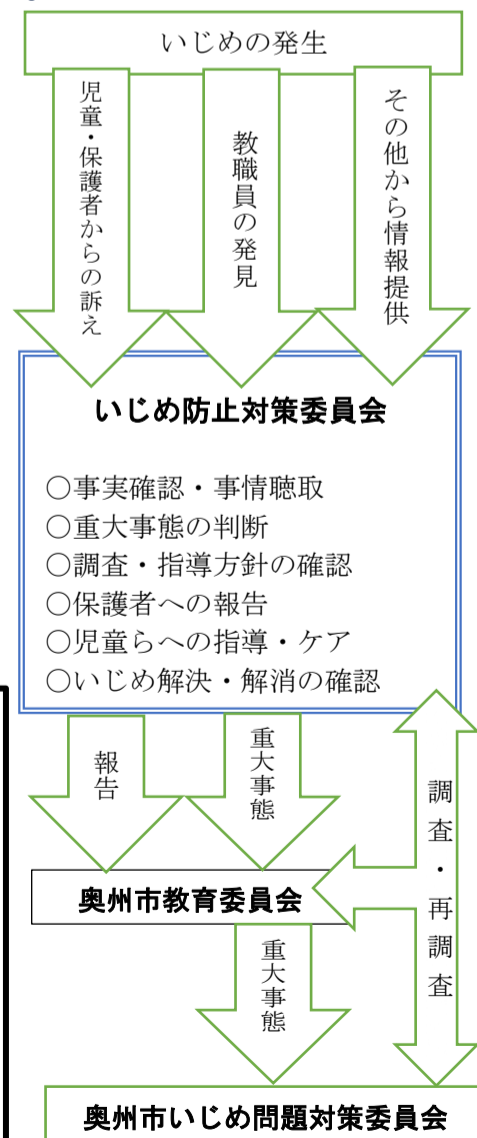 いじめの発生
児童・保護者からの訴え
教職員の発見
その他から情報提供
いじめ防止対策委員会
○事実確認・事情聴取
○重大事態の判断
○調査・指導方針の確認
○保護者への報告
○児童らへの指導・ケア
○いじめ解決・解消の確認
報告
重大事態
調査・再調査
奥州市教育委員会
重大事態
奥州市いじめ問題対策委員会